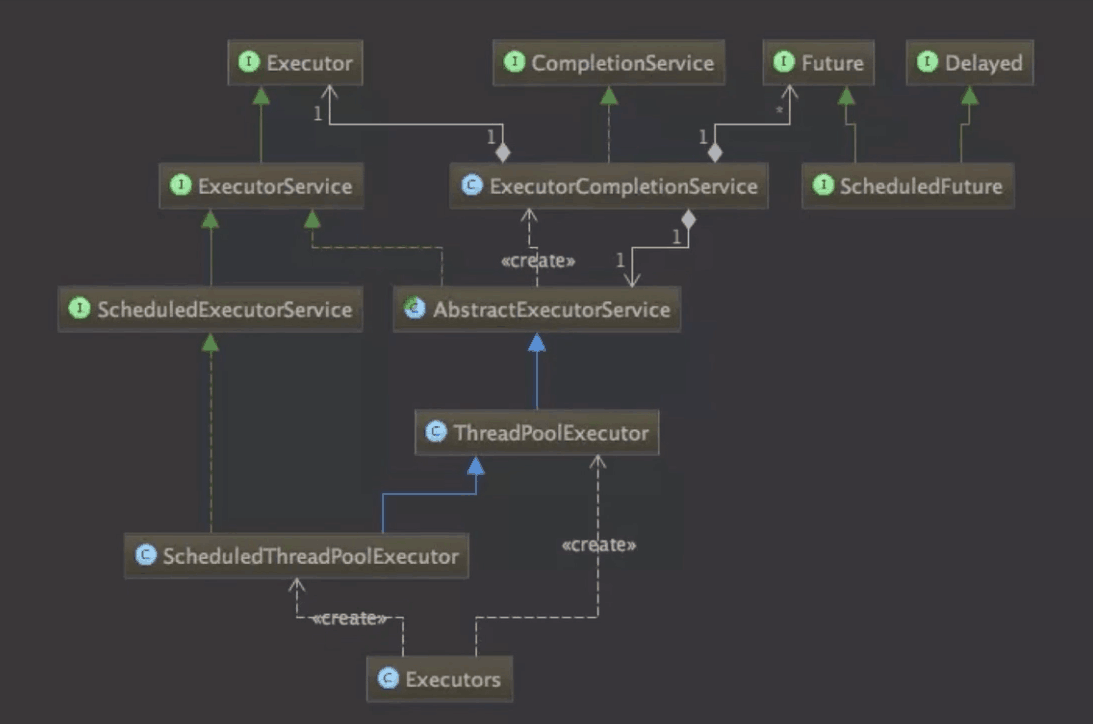 I Executor
I CompletionService
I Future
I Delayed
1
1
1
*
I ExecutorService
C ExecutorCompletionService
I ScheduledFuture
1
«create»
1
I ScheduledExecutorService
C AbstractExecutorService
C ThreadPoolExecutor
«create»
C ScheduledThreadPoolExecutor
«create»
C Executors